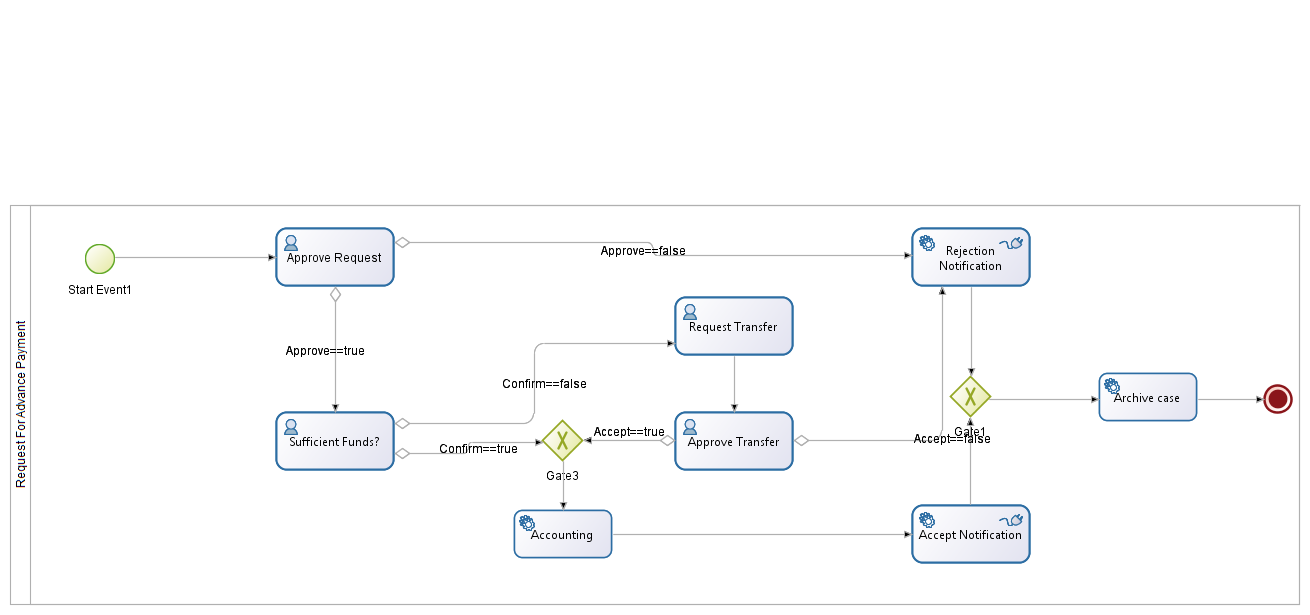 Request For Advance Payment
Start Event1
Approve Request
Approve==false
Rejection
Notification
Approve==true
Request Transfer
Confirm==false
Sufficient Funds?
Confirm==true
Gate3
Accept==true
Approve Transfer
Gate1
Accept==false
Archive case
Accounting
Accept Notification